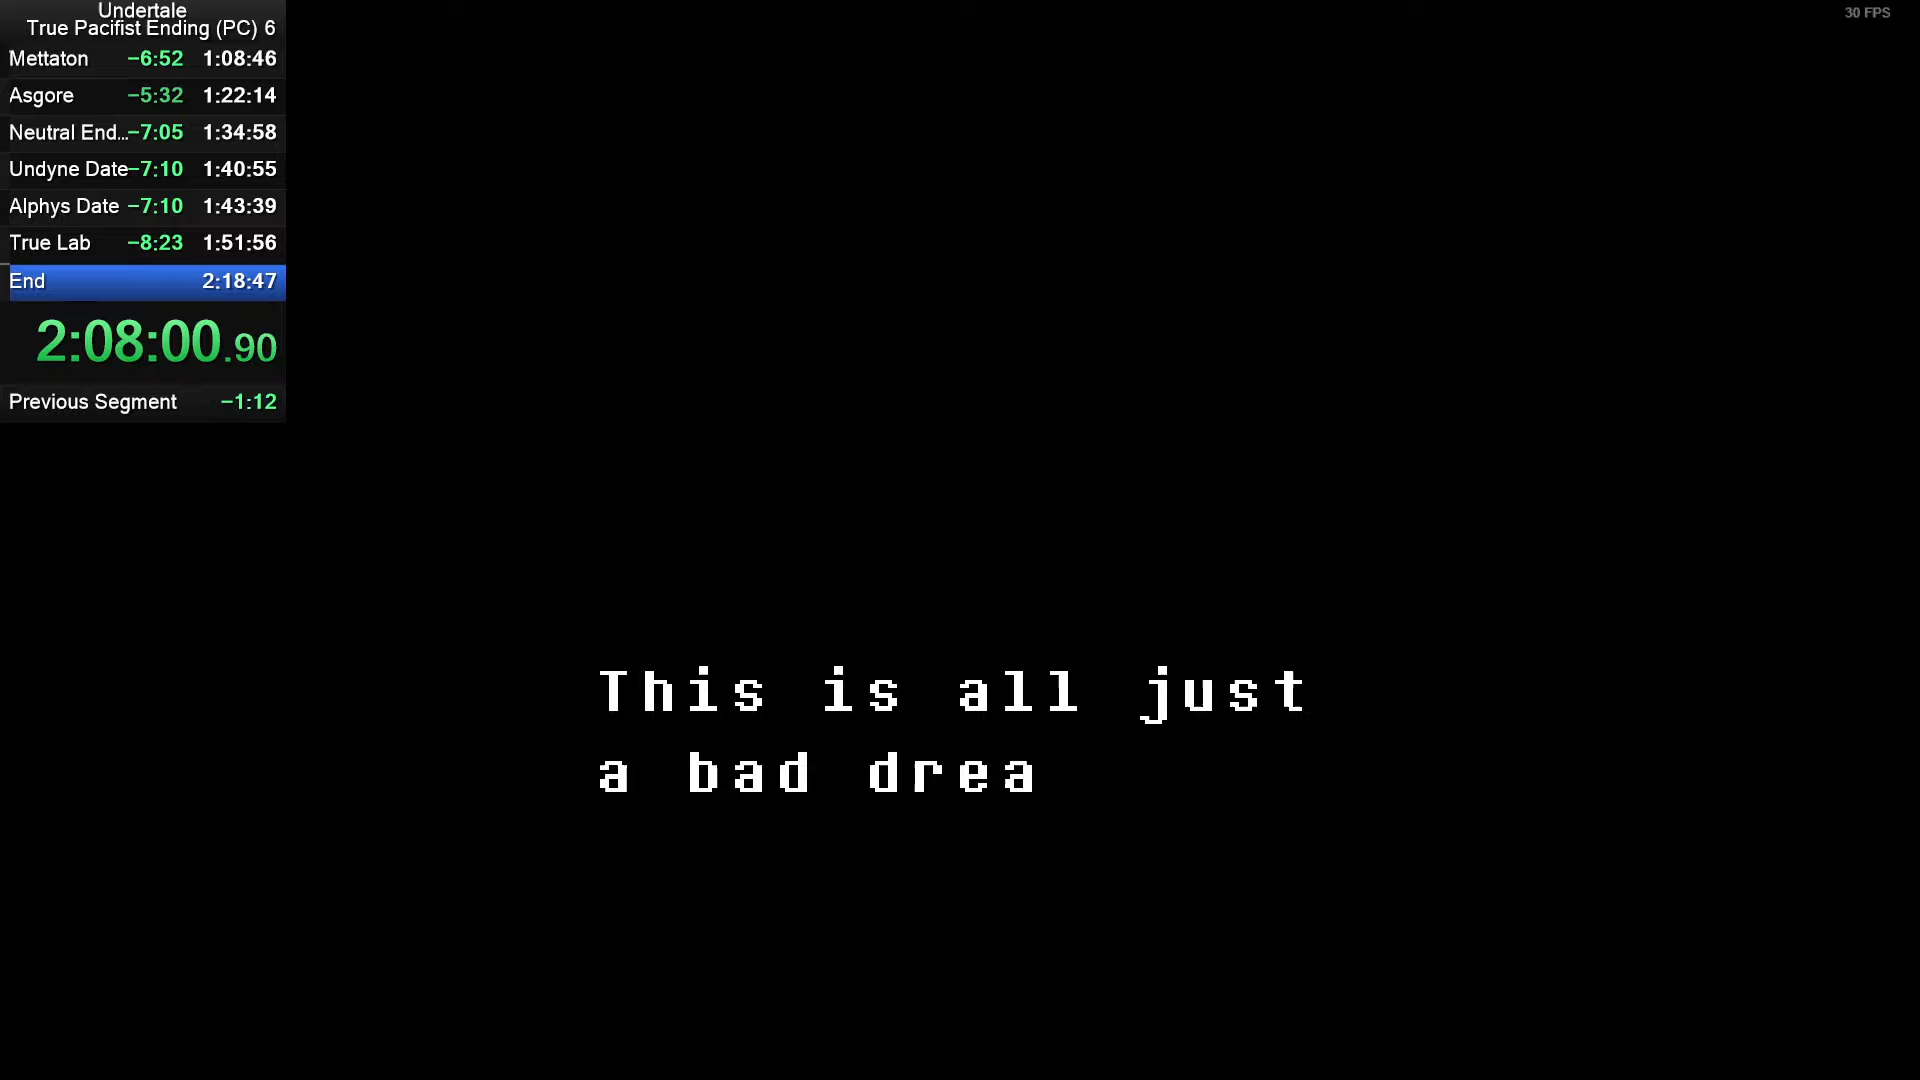 Undertale
True Pacifist Ending (PC) 6
Mettaton −6:52 1:08:46
Asgore −5:32 1:22:14
Neutral End... −7:05 1:34:58
Undyne Date −7:10 1:40:55
Alphys Date −7:10 1:43:39
True Lab −8:23 1:51:56
End 2:18:47
2:08:00.90
Previous Segment −1:12
30 FPS
This is all just
a bad drea